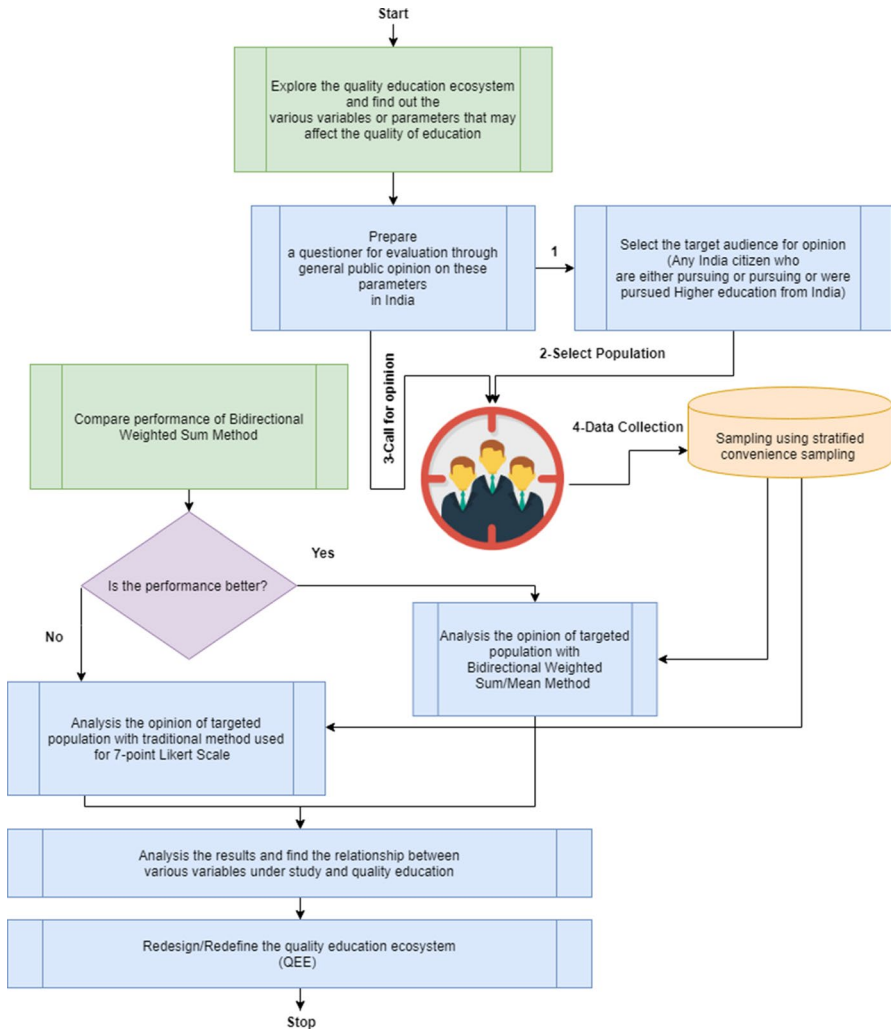 Start
Explore the quality education ecosystem
and find out the
various variables or parameters that may
affect the quality of education
Prepare
a questioner for evaluation through
general public opinion on these
parameters
in India
1
Select the target audience for opinion
(Any India citizen who
are either pursuing or pursuing or were
pursued Higher education from India)
2-Select Population
3-Call for opinion
4-Data Collection
Sampling using stratified
convenience sampling
Compare performance of Bidirectional
Weighted Sum Method
Is the performance better?
Yes
No
Analysis the opinion of targeted
population with
Bidirectional Weighted
Sum/Mean Method
Analysis the opinion of targeted
population with traditional method used
for 7-point Likert Scale
Analysis the results and find the relationship between
various variables under study and quality education
Redesign/Redefine the quality education ecosystem
(QEE)
Stop